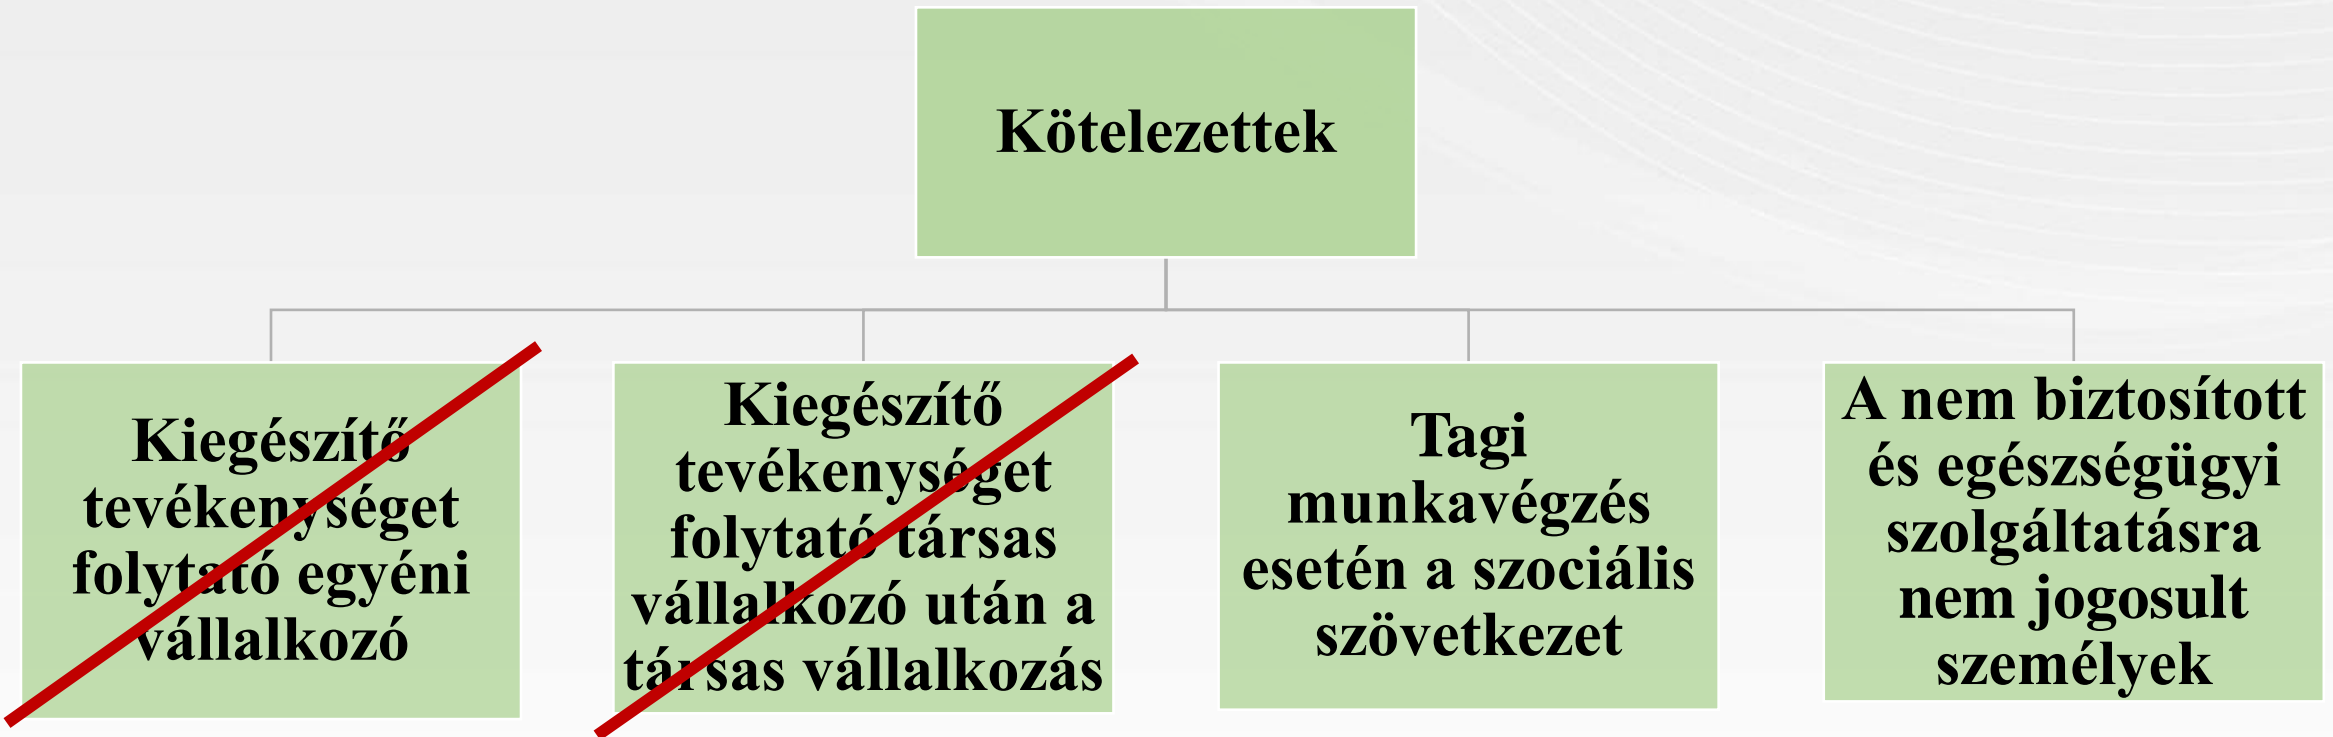 Kötelezettek
Kiegészítő
tevékenységet
folytató egyéni
vállalkozó
Kiegészítő
tevékenységet
folytató társas
vállalkozó után a
társas vállalkozás
Tagi
munkavégzés
esetén a szociális
szövetkezet
A nem biztosított
és egészségügyi
szolgáltatásra
nem jogosult
személyek